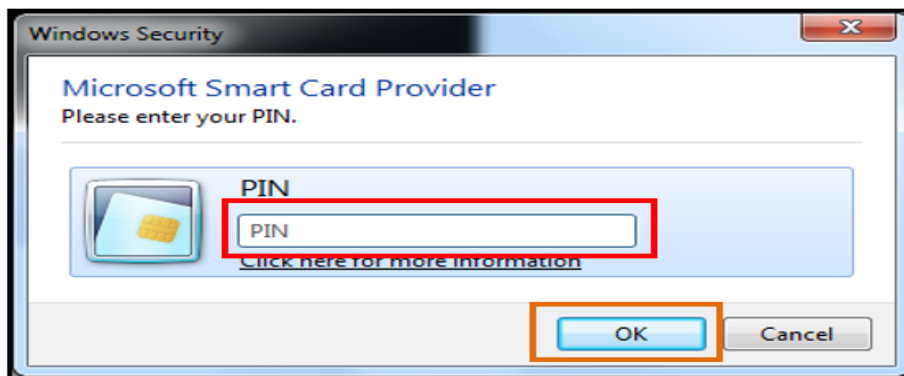 Windows Security
Microsoft Smart Card Provider
Please enter your PIN.
PIN
PIN
Click here for more information
OK
Cancel